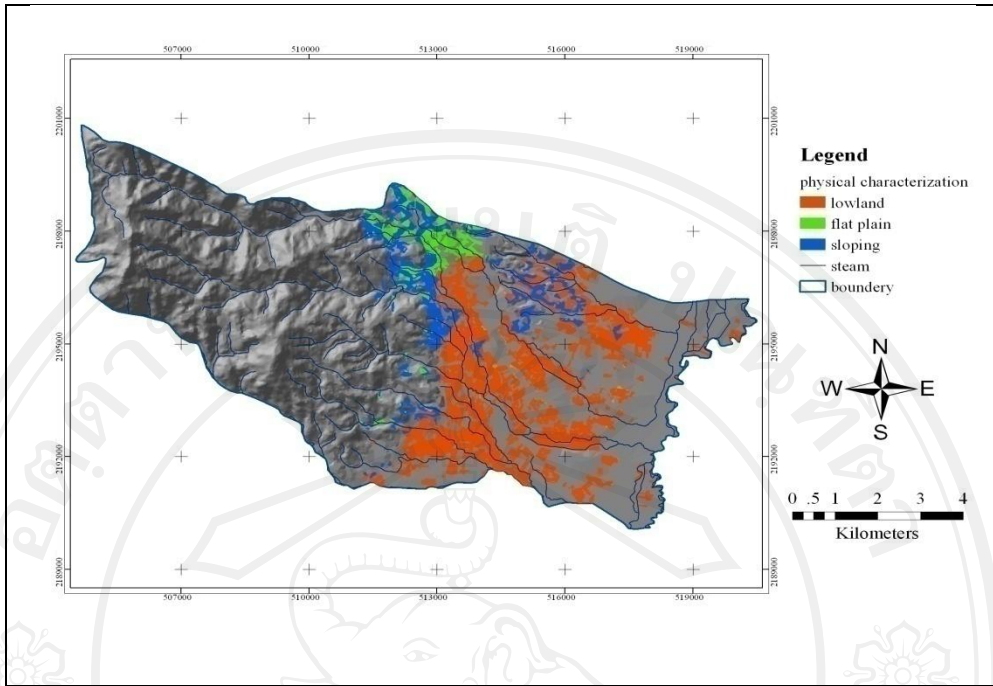 507000 510000 513000 516000 519000
2201000
2198000
2195000
2192000
2189000
507000 510000 513000 516000 519000
Legend
physical characterization
lowland
flat plain
sloping
steam
boundery
N
W E
S
0 .5 1 2 3 4
Kilometers
2201000
2198000
2195000
2192000
2189000